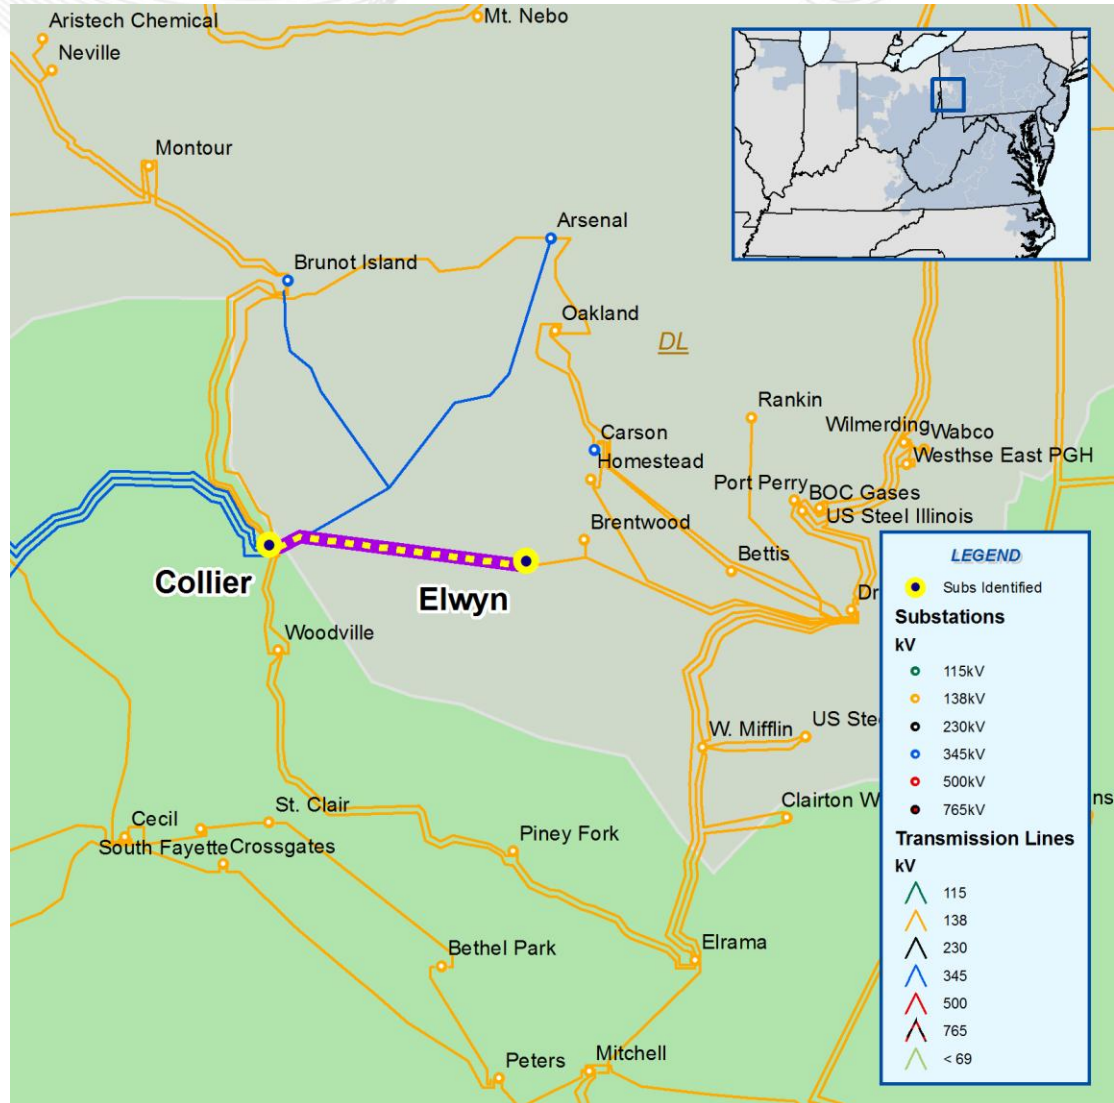 Aristech Chemical
Mt. Nebo
Neville
Montour
Arsenal
Brunot Island
Oakland
DL
Rankin
Carson
Wilmerding
Wabco
Homestead
Westhse East PGH
Port Perry
BOC Gases
US Steel Illinois
Brentwood
Bettis
Collier
Elwyn
Woodville
W. Mifflin
St. Clair
Cecil
South Fayette
Crossgates
Piney Fork
Bethel Park
Elrama
Peters
Mitchell
US Stee
Clairton W
Dr
ns
LEGEND
Subs Identified
Substations
kV
115kV
138kV
230kV
345kV
500kV
765kV
Transmission Lines
kV
115
138
230
345
500
765
< 69